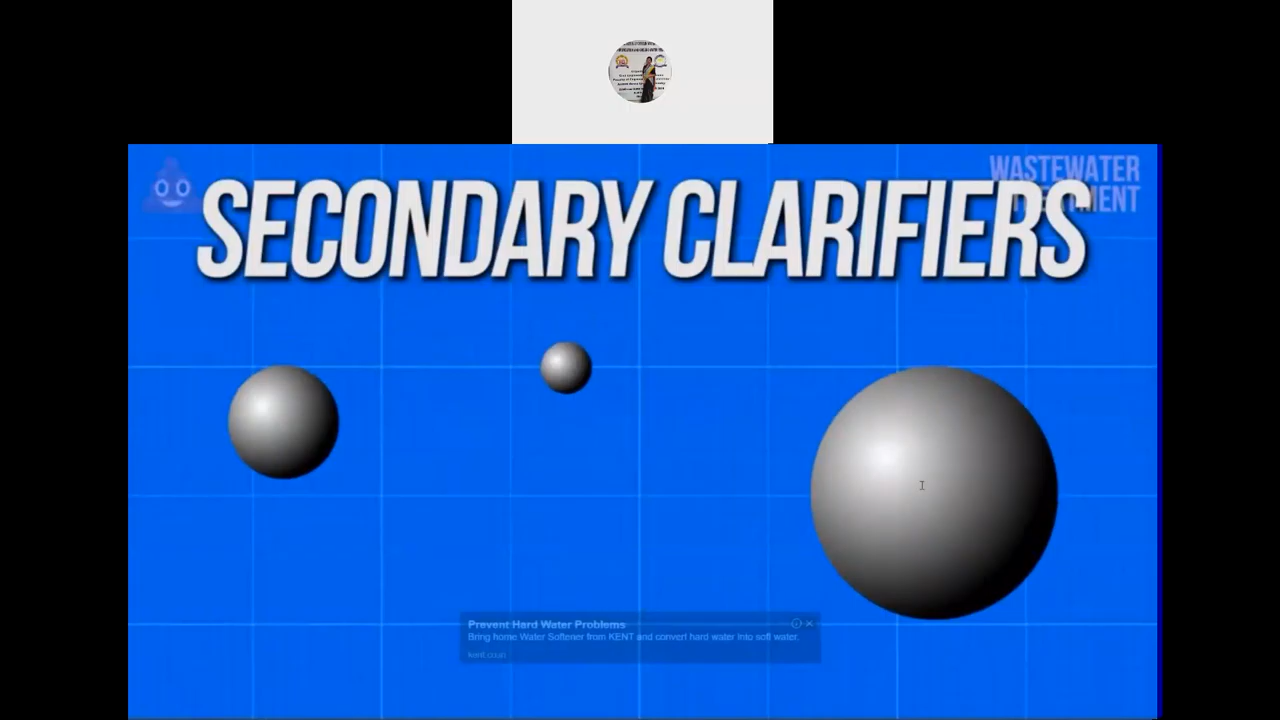 WASTEWATER
SECONDARY CLARIFIERS
Prevent Hard Water Problems
Bring home Water Softener from KENT and convert hard water into soft water.
kent.co.in